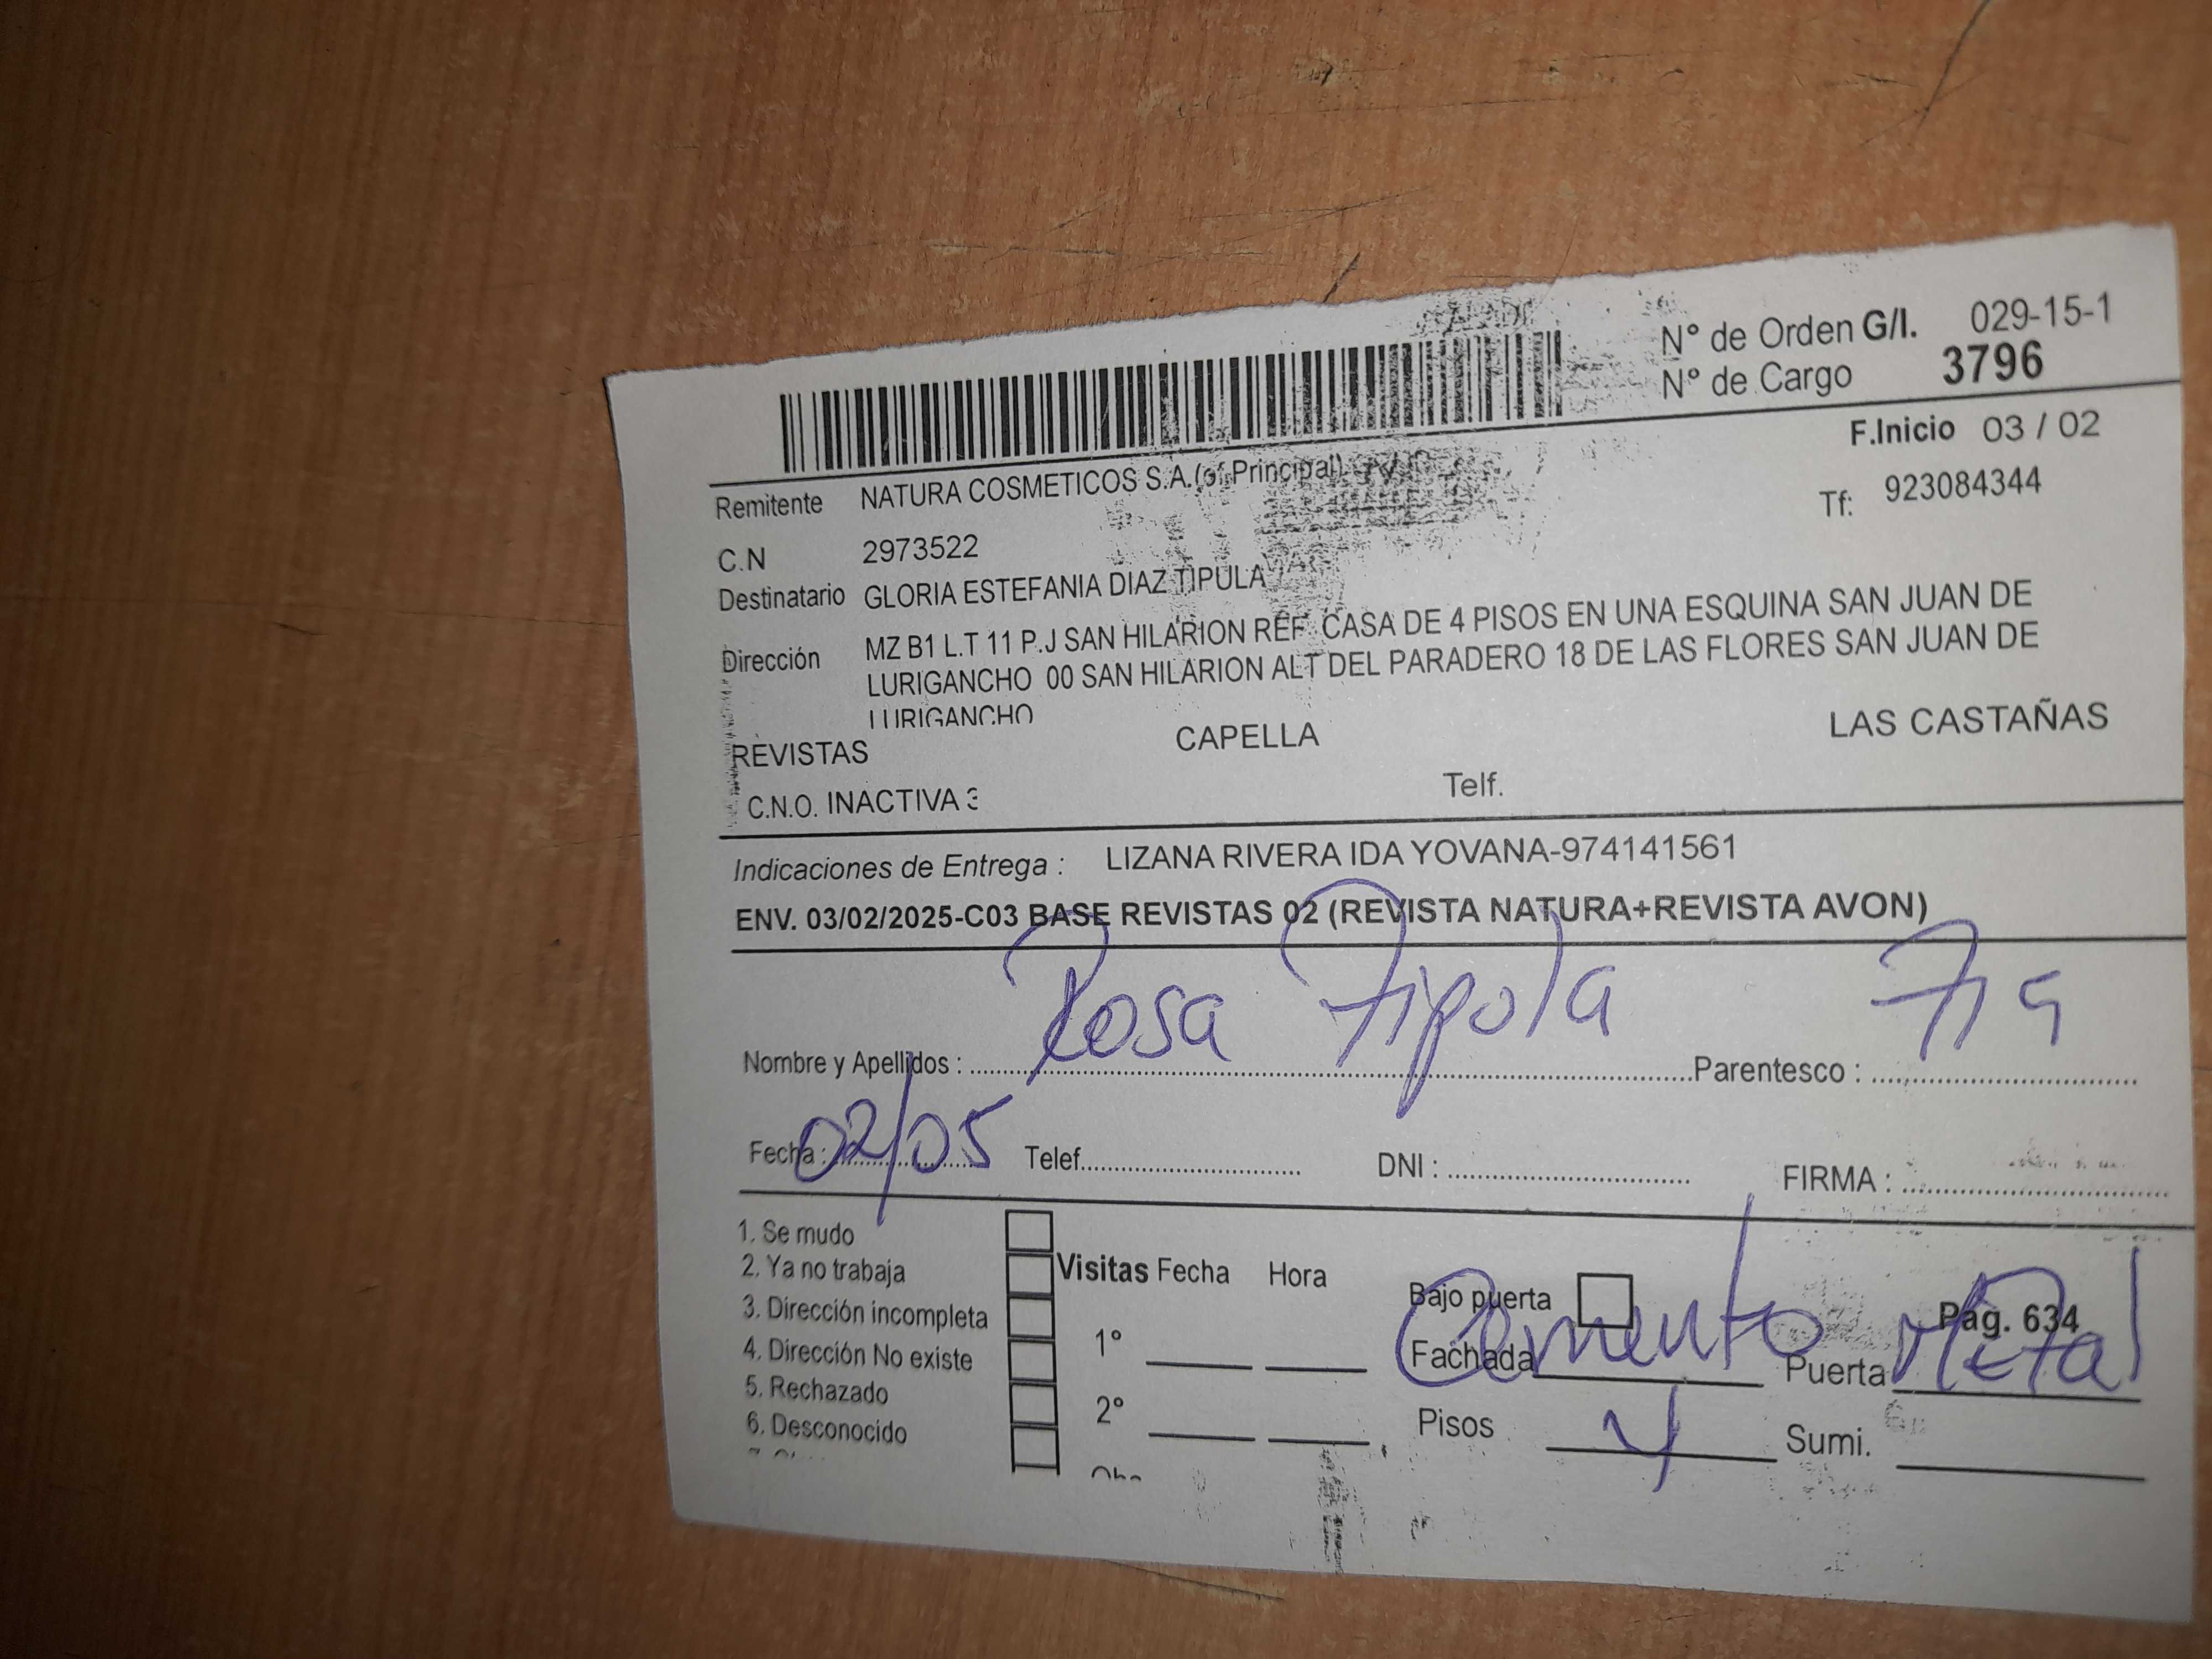 N° de Orden G/I. 029-15-1
N° de Cargo 3796
F.Inicio 03 / 02
Remitente NATURA COSMETICOS S.A.(of.Principal)
Tf: 923084344
C.N 2973522
Destinatario GLORIA ESTEFANIA DIAZ TIPULA
Dirección MZ B1 L.T 11 P.J SAN HILARION REF. CASA DE 4 PISOS EN UNA ESQUINA SAN JUAN DE
LURIGANCHO 00 SAN HILARION ALT DEL PARADERO 18 DE LAS FLORES SAN JUAN DE
LURIGANCHO
REVISTAS CAPELLA LAS CASTAÑAS
C.N.O. INACTIVA 3 Telf.
Indicaciones de Entrega : LIZANA RIVERA IDA YOVANA-974141561
ENV. 03/02/2025-C03 BASE REVISTAS 02 (REVISTA NATURA+REVISTA AVON)
Nombre y Apellidos : Rosa Tipola Parentesco : Tia
Fecha : 02/05 Telef. DNI : FIRMA :
1. Se mudo
2. Ya no trabaja
3. Dirección incompleta
4. Dirección No existe
5. Rechazado
6. Desconocido
Visitas Fecha Hora
1°
2°
Bajo puerta Pag. 634
Fachada Cemento Puerta Metal
Pisos 4 Sumi.